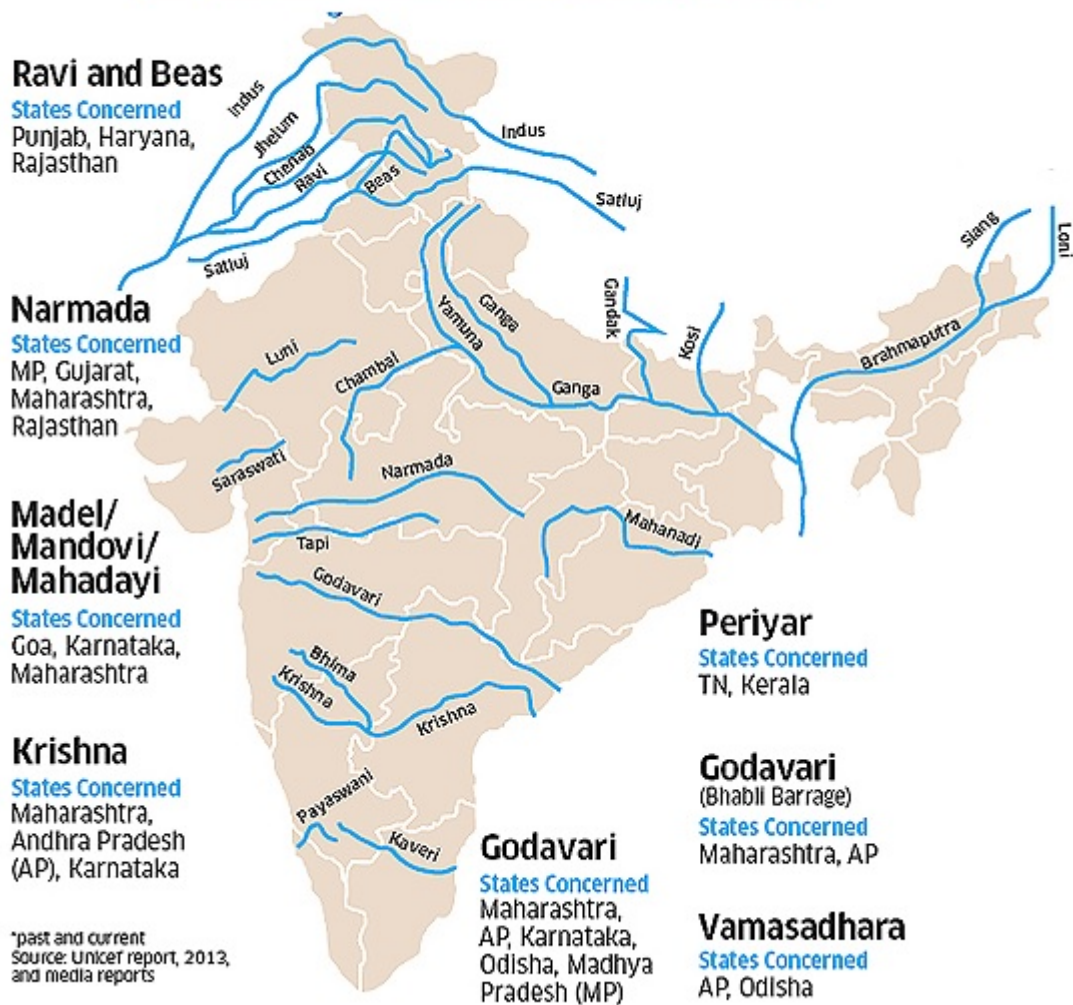 Ravi and Beas
States Concerned
Punjab, Haryana,
Rajasthan
Narmada
States Concerned
MP, Gujarat,
Maharashtra,
Rajasthan
Madel/
Mandovi/
Mahadayi
States Concerned
Goa, Karnataka,
Maharashtra
Krishna
States Concerned
Maharashtra,
Andhra Pradesh
(AP), Karnataka
*past and current
Source: Unicef report, 2013,
and media reports
Indus
Jhelum
Chenab
Ravi
Beas
Satluj
Indus
Satluj
Luni
Saraswati
Chambal
Yamuna
Ganga
Ganga
Gandak
Kosi
Siang
Loni
Brahmaputra
Narmada
Tapi
Mahanadi
Godavari
Bhima
Krishna
Krishna
Payaswani
Kaveri
Godavari
States Concerned
Maharashtra,
AP, Karnataka,
Odisha, Madhya
Pradesh (MP)
Periyar
States Concerned
TN, Kerala
Godavari
(Bhabli Barrage)
States Concerned
Maharashtra, AP
Vamasadhara
States Concerned
AP, Odisha